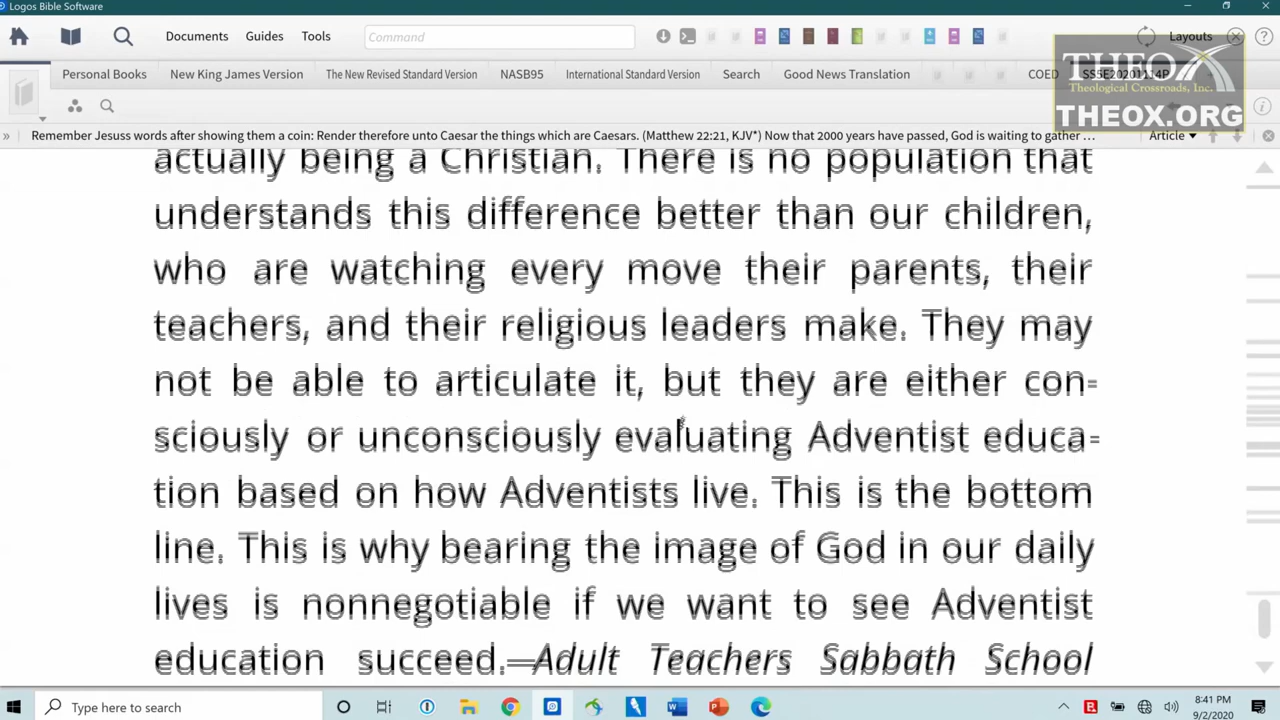 Logos Bible Software
Documents Guides Tools Command Layouts
Personal Books New King James Version The New Revised Standard Version NASB95 International Standard Version Search Good News Translation COED SSSE20201114P
THEOX
Theological Crossroads, Inc.
THEOX.ORG
Remember Jesuss words after showing them a coin: Render therefore unto Caesar the things which are Caesars. (Matthew 22:21, KJV*) Now that 2000 years have passed, God is waiting to gather ... Article
actually being a Christian. There is no population that
understands this difference better than our children,
who are watching every move their parents, their
teachers, and their religious leaders make. They may
not be able to articulate it, but they are either con-
sciously or unconsciously evaluating Adventist educa-
tion based on how Adventists live. This is the bottom
line. This is why bearing the image of God in our daily
lives is nonnegotiable if we want to see Adventist
education succeed.—Adult Teachers Sabbath School
Type here to search
8:41 PM
9/2/2020